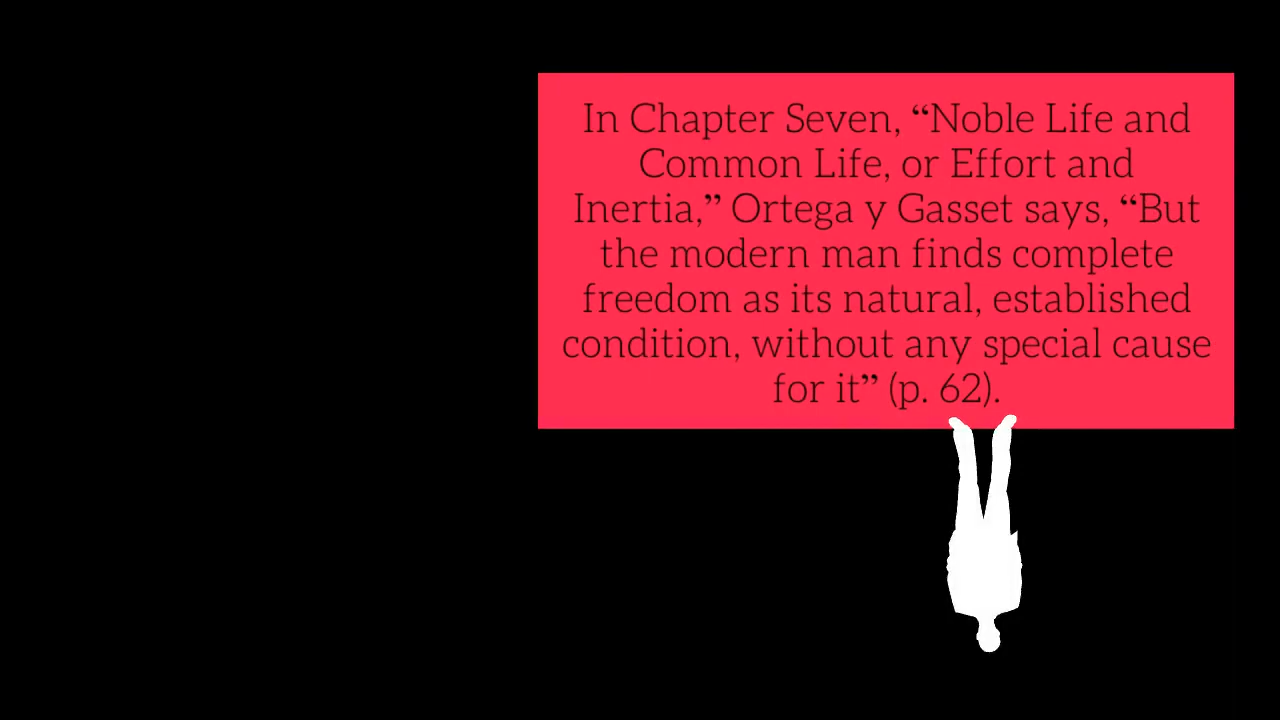 In Chapter Seven, “Noble Life and
Common Life, or Effort and
Inertia,” Ortega y Gasset says, “But
the modern man finds complete
freedom as its natural, established
condition, without any special cause
for it” (p. 62).